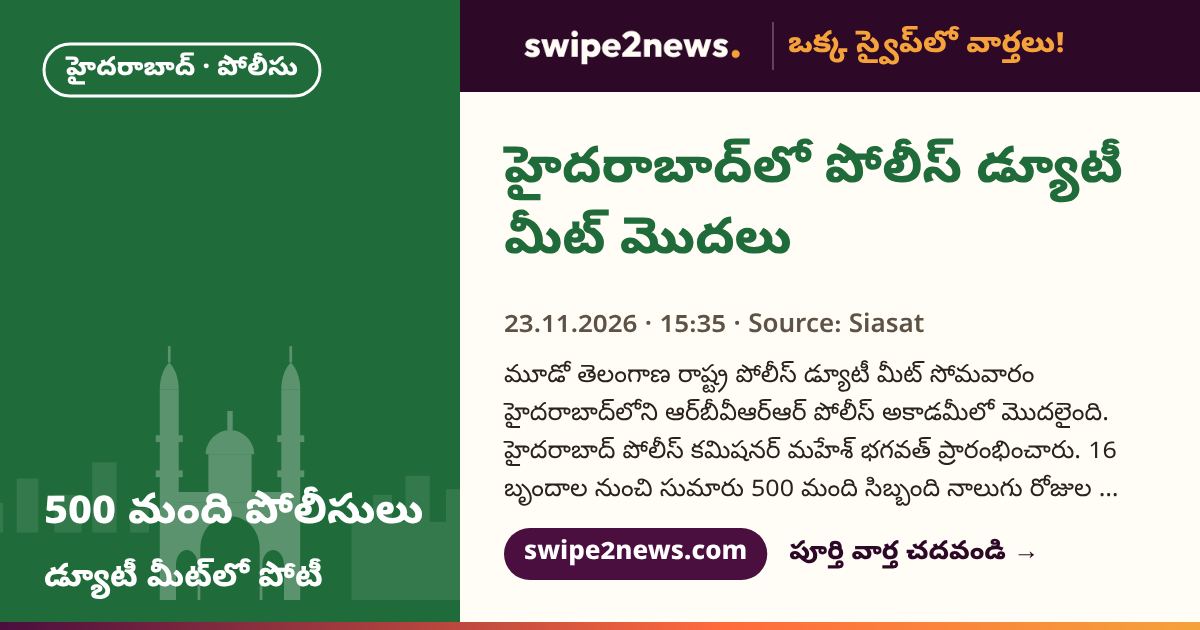 హైదరాబాద్ · పోలీసు
500 మంది పోలీసులు
డ్యూటీ మీట్‌లో పోటీ
swipe2news.
ఒక్క స్వైప్‌లో వార్తలు!
హైదరాబాద్‌లో పోలీస్ డ్యూటీ
మీట్ మొదలు
23.11.2026 · 15:35 · Source: Siasat
మూడో తెలంగాణ రాష్ట్ర పోలీస్ డ్యూటీ మీట్ సోమవారం
హైదరాబాద్‌లోని ఆర్‌బీవీఆర్ఆర్ పోలీస్ అకాడమీలో మొదలైంది.
హైదరాబాద్ పోలీస్ కమిషనర్ మహేశ్ భగవత్ ప్రారంభించారు. 16
బృందాల నుంచి సుమారు 500 మంది సిబ్బంది నాలుగు రోజుల ...
swipe2news.com
పూర్తి వార్త చదవండి →